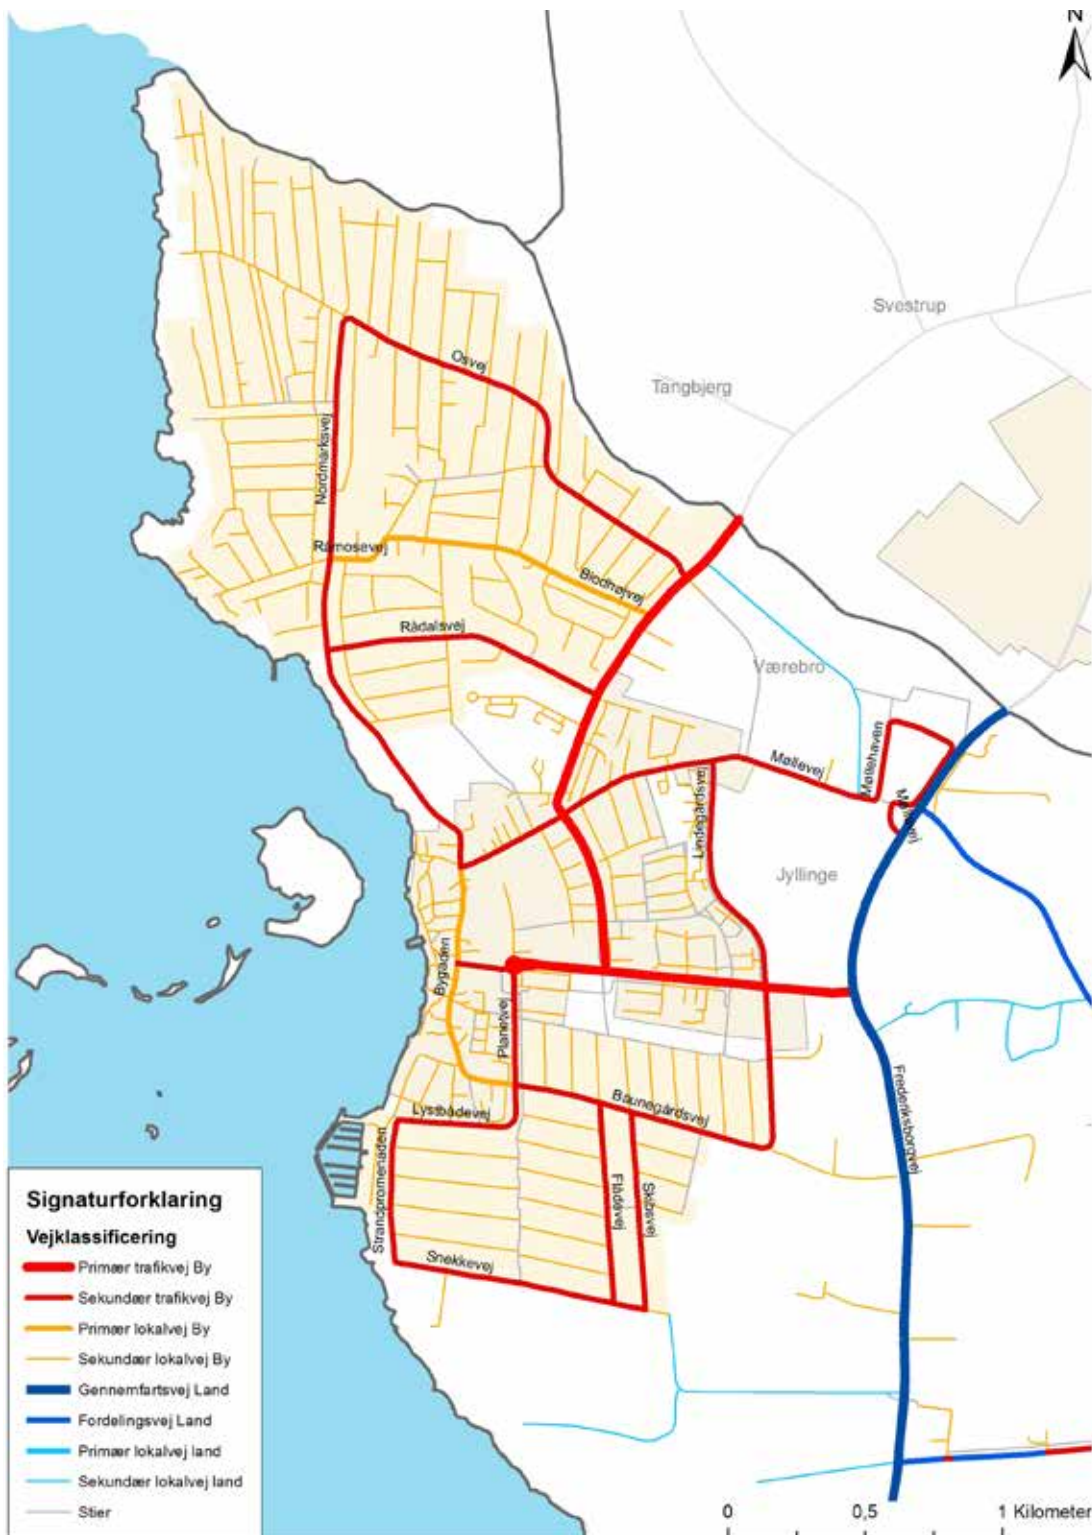 N
Svestrup
Tangbjerg
Osvej
Nordmarksvej
Rørmosevej
Blodhøjvej
Rådalsvej
Værebro
Møllevej
Møllehaven
Møllevej
Lindegårdsvej
Jyllinge
Bygaden
Planetvej
Baunegårdsvej
Lystbådevej
Strandpromenaden
Flådevej
Skibsvej
Snekkevej
Frederiksborgvej
Signaturforklaring
Vejklassificering
Primær trafikvej By
Sekundær trafikvej By
Primær lokalvej By
Sekundær lokalvej By
Gennemfartsvej Land
Fordelingsvej Land
Primær lokalvej land
Sekundær lokalvej land
Stier
0 0,5 1 Kilometer